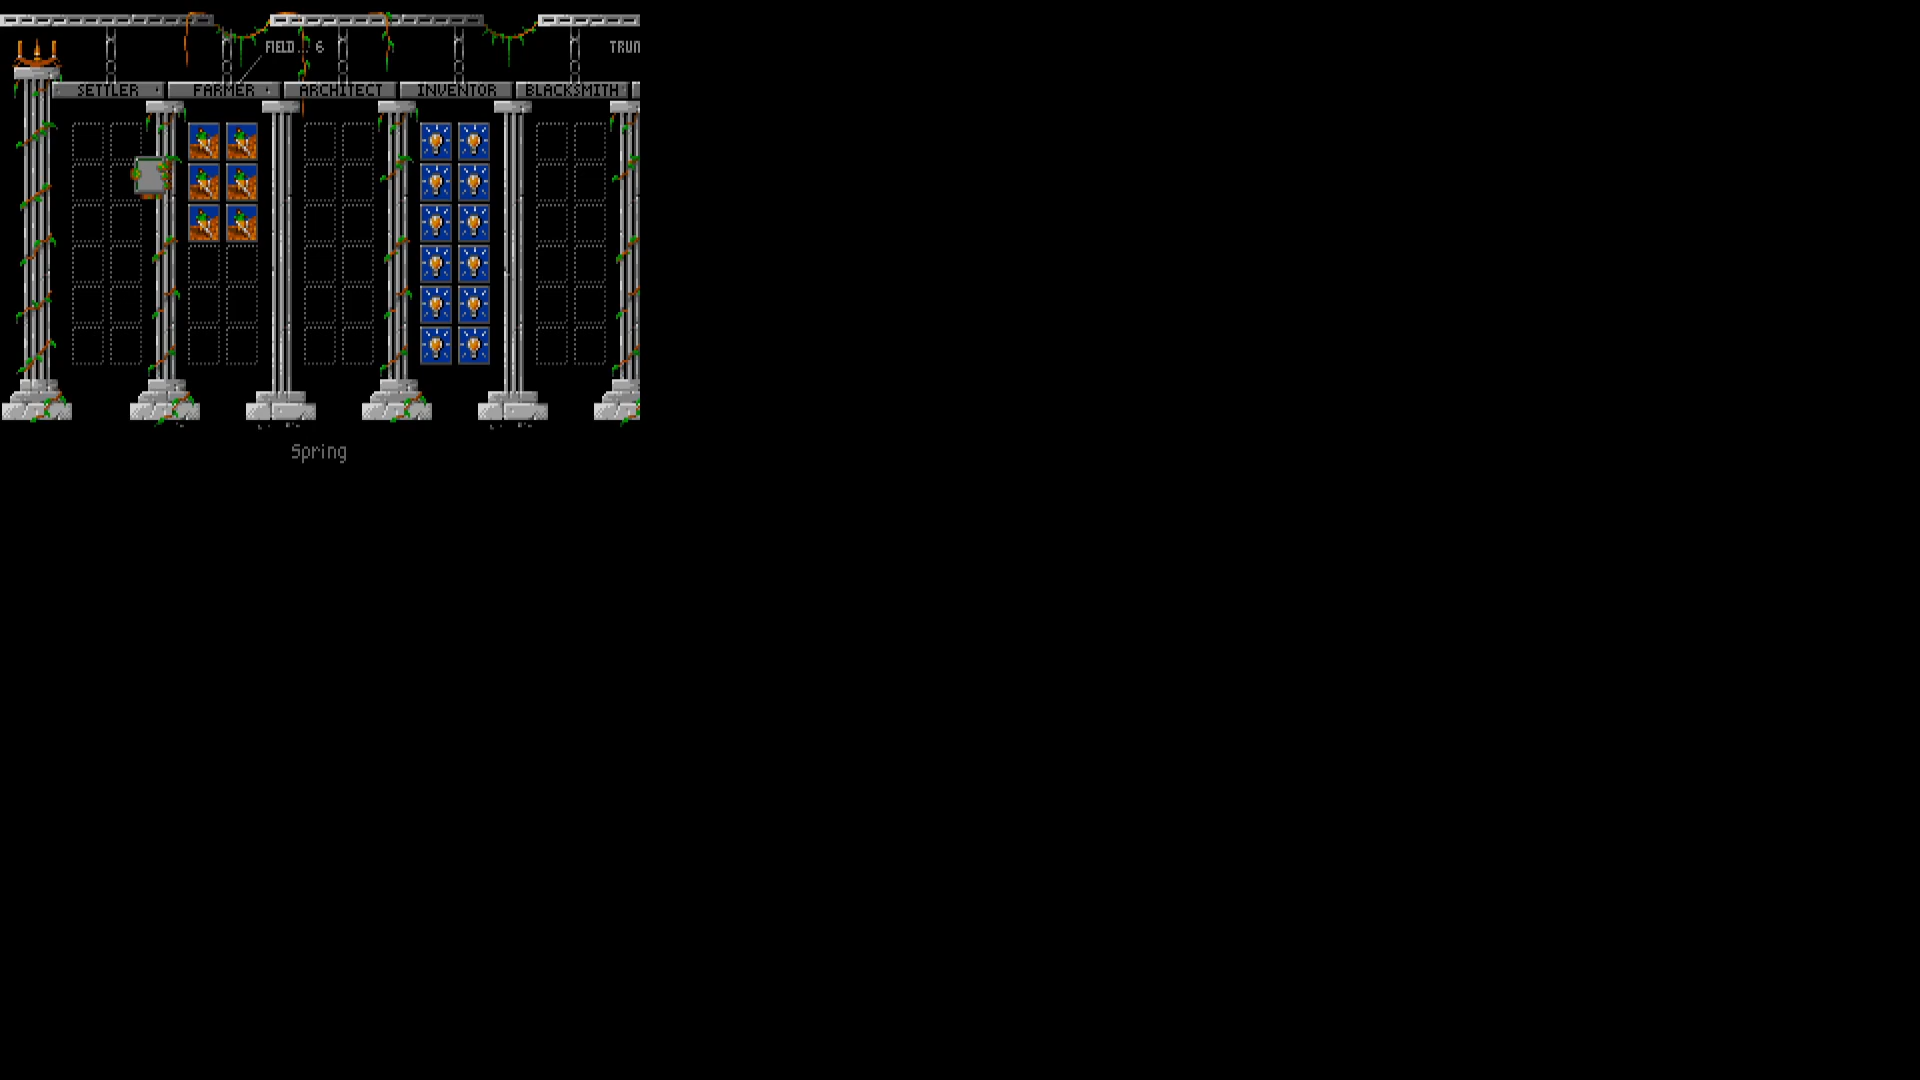 FIELD... 6
TRUN
SETTLER FARMER ARCHITECT INVENTOR BLACKSMITH
Spring